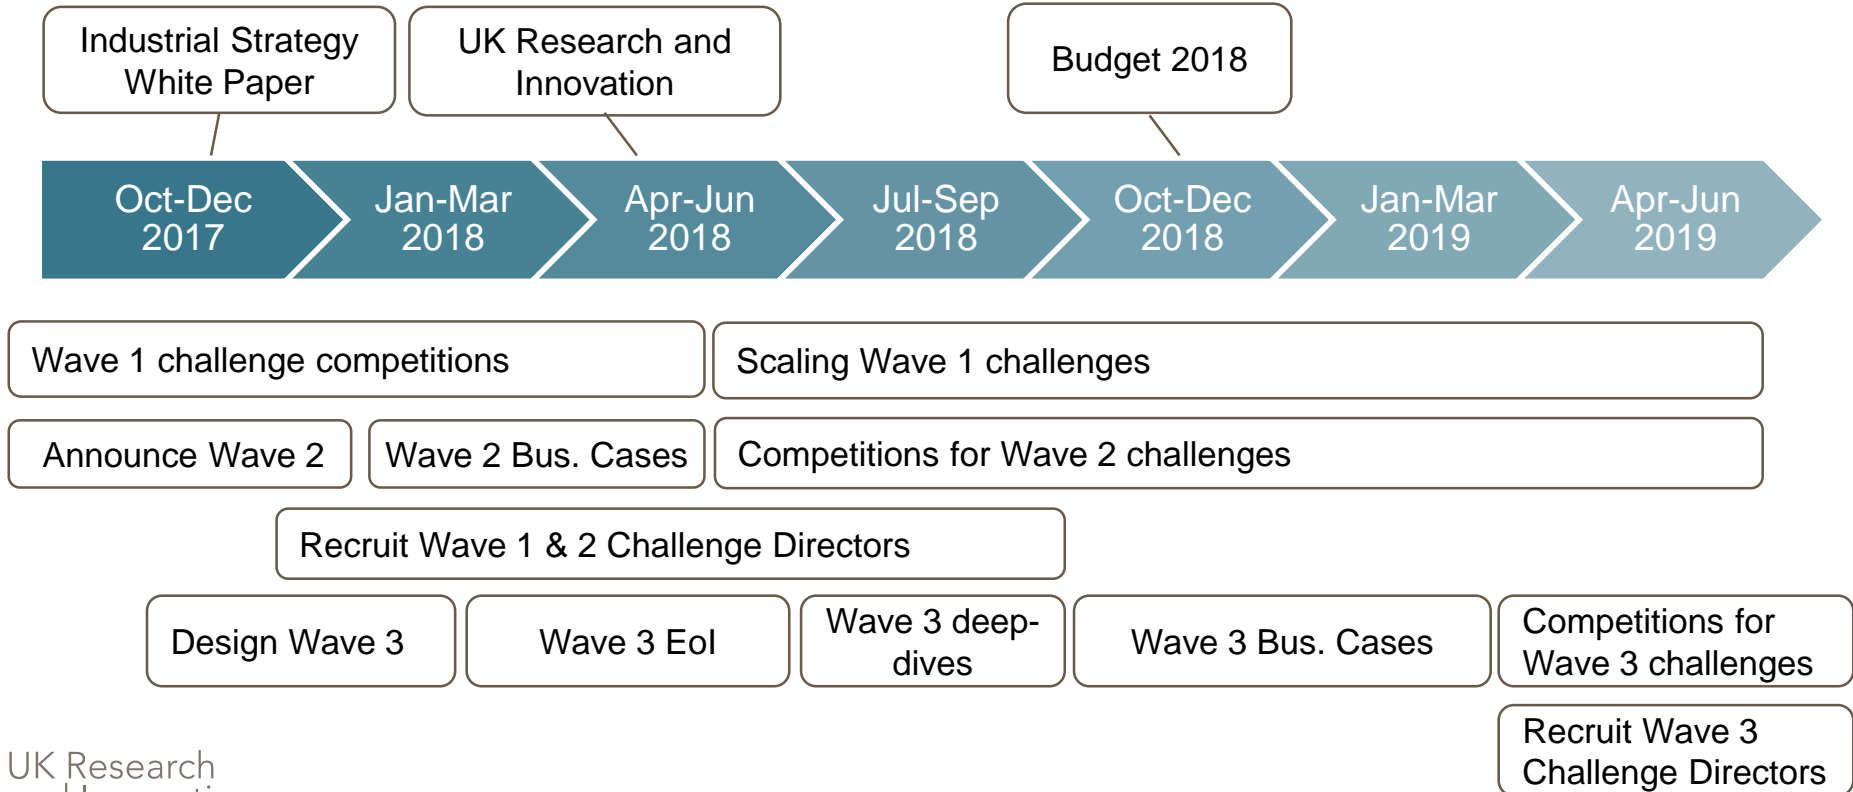 Industrial Strategy
White Paper
UK Research and
Innovation
Budget 2018
Oct-Dec
2017
Jan-Mar
2018
Apr-Jun
2018
Jul-Sep
2018
Oct-Dec
2018
Jan-Mar
2019
Apr-Jun
2019
Wave 1 challenge competitions
Scaling Wave 1 challenges
Announce Wave 2
Wave 2 Bus. Cases
Competitions for Wave 2 challenges
Recruit Wave 1 & 2 Challenge Directors
Design Wave 3
Wave 3 EoI
Wave 3 deep-
dives
Wave 3 Bus. Cases
Competitions for
Wave 3 challenges
Recruit Wave 3
Challenge Directors
UK Research